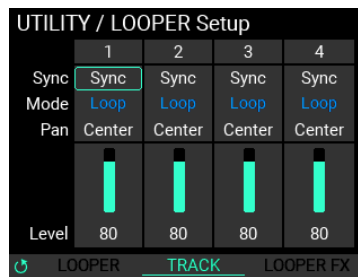 UTILITY / LOOPER Setup
1 2 3 4
Sync Sync Sync Sync Sync
Mode Loop Loop Loop Loop
Pan Center Center Center Center
Level 80 80 80 80
LOOPER TRACK LOOPER FX